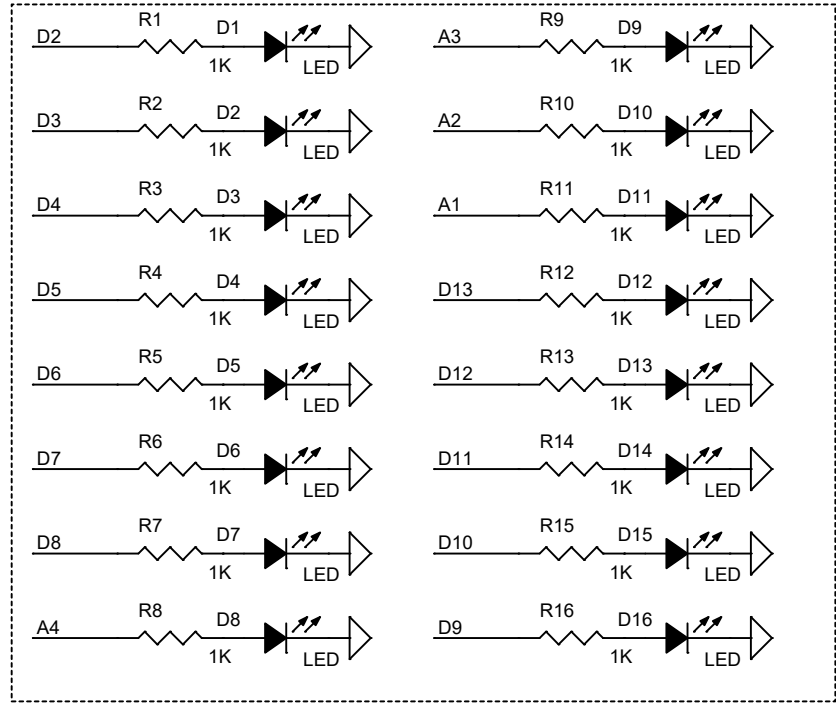 D2 R1 D1 1K LED
D3 R2 D2 1K LED
D4 R3 D3 1K LED
D5 R4 D4 1K LED
D6 R5 D5 1K LED
D7 R6 D6 1K LED
D8 R7 D7 1K LED
A4 R8 D8 1K LED
A3 R9 D9 1K LED
A2 R10 D10 1K LED
A1 R11 D11 1K LED
D13 R12 D12 1K LED
D12 R13 D13 1K LED
D11 R14 D14 1K LED
D10 R15 D15 1K LED
D9 R16 D16 1K LED